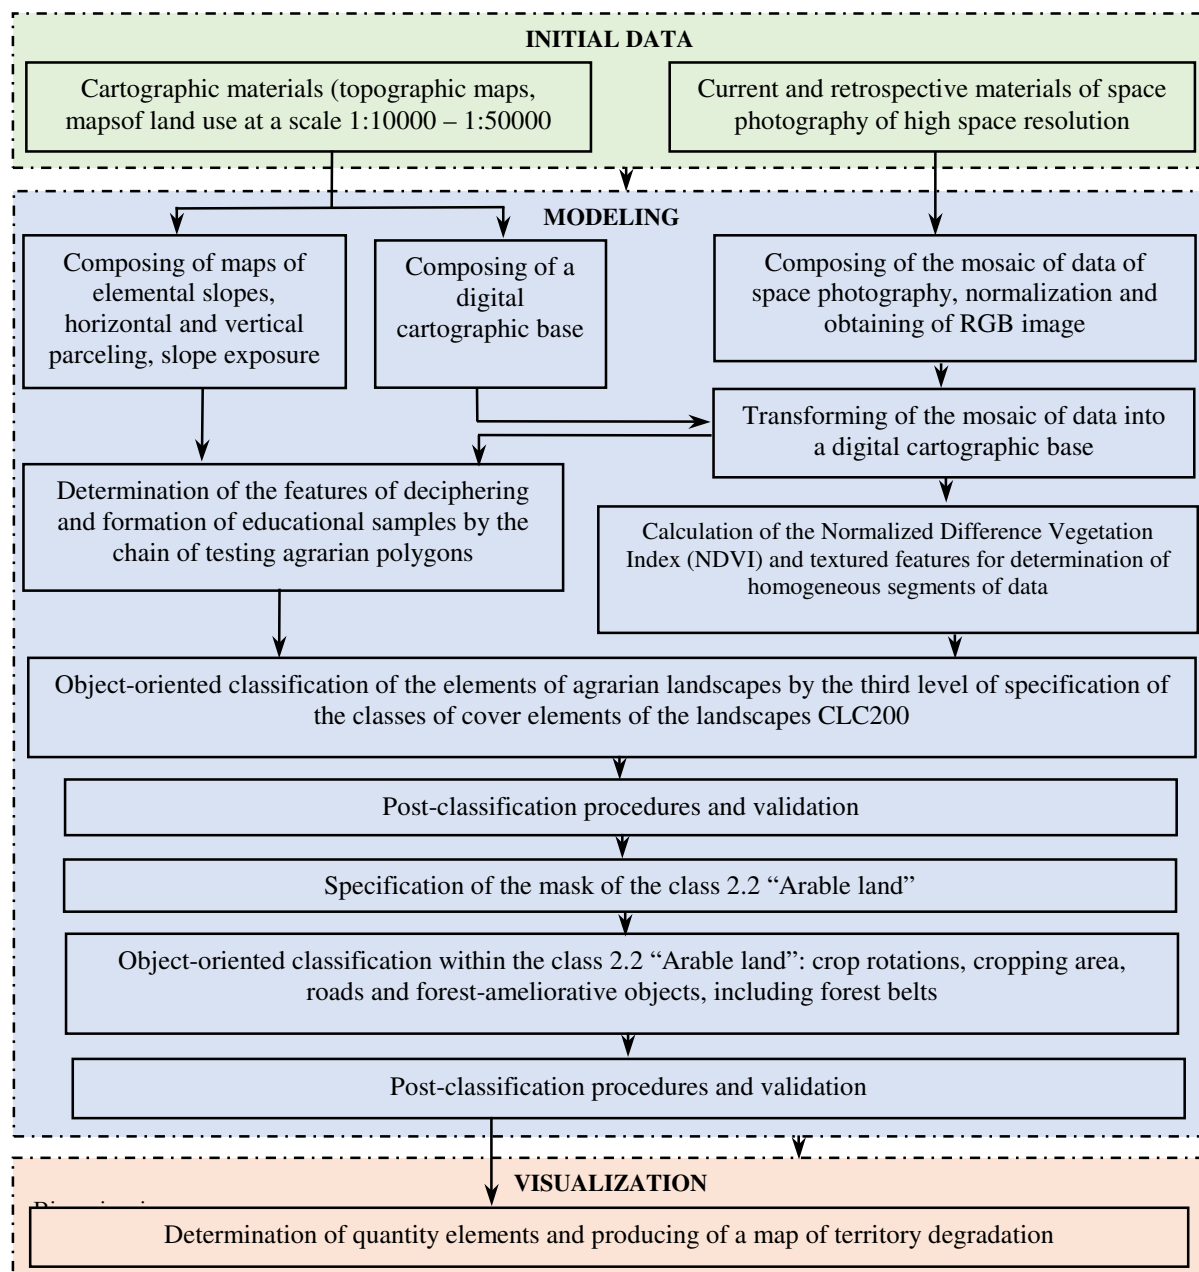 INITIAL DATA
Cartographic materials (topographic maps,
mapsof land use at a scale 1:10000 – 1:50000
Current and retrospective materials of space
photography of high space resolution
MODELING
Composing of maps of
elemental slopes,
horizontal and vertical
parceling, slope exposure
Composing of a
digital
cartographic base
Composing of the mosaic of data of
space photography, normalization and
obtaining of RGB image
Transforming of the mosaic of data into
a digital cartographic base
Determination of the features of deciphering
and formation of educational samples by the
chain of testing agrarian polygons
Calculation of the Normalized Difference Vegetation
Index (NDVI) and textured features for determination of
homogeneous segments of data
Object-oriented classification of the elements of agrarian landscapes by the third level of specification of
the classes of cover elements of the landscapes CLC200
Post-classification procedures and validation
Specification of the mask of the class 2.2 “Arable land”
Object-oriented classification within the class 2.2 “Arable land”: crop rotations, cropping area,
roads and forest-ameliorative objects, including forest belts
Post-classification procedures and validation
VISUALIZATION
Determination of quantity elements and producing of a map of territory degradation